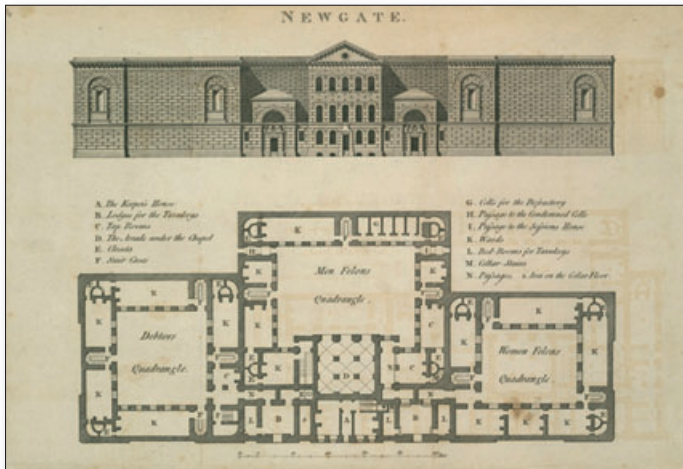 NEWGATE.
A. The Keeper's House
B. Lodges for the Turnkeys
C. Tap Rooms
D. The Arcade under the Chapel
E. Closets
F. Stair Cases
G. Cells for the Refractory
H. Passage to the Condemned Cells
I. Passage to the Sessions House
K. Wards
L. Bed-Rooms for Turnkeys
M. Cellar Stairs
N. Passages.
Men Felons
Quadrangle.
Debtors
Quadrangle.
Women Felons
Quadrangle.